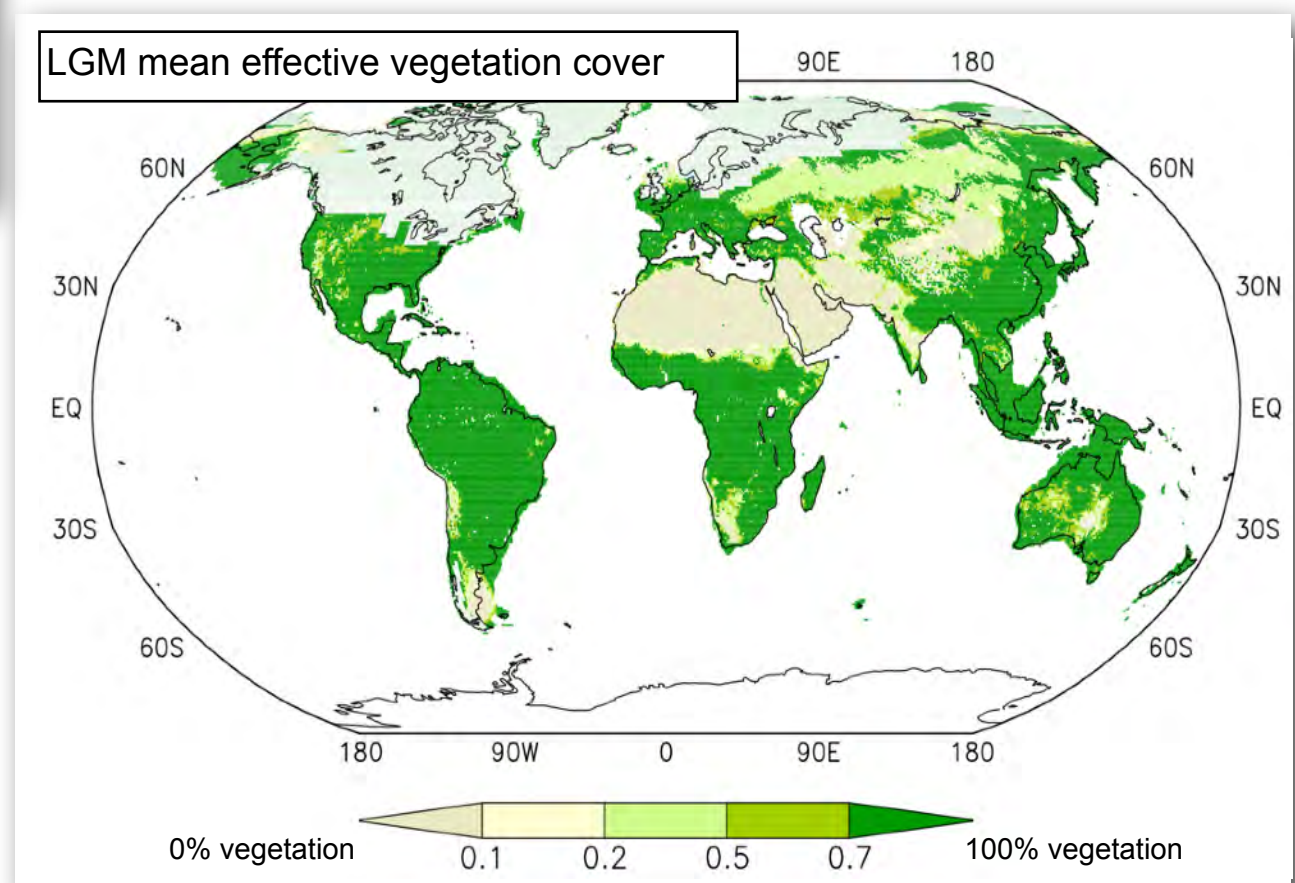 LGM mean effective vegetation cover
90E 180
60N 60N
30N 30N
EQ EQ
30S 30S
60S 60S
180 90W 0 90E 180
0% vegetation 0.1 0.2 0.5 0.7 100% vegetation